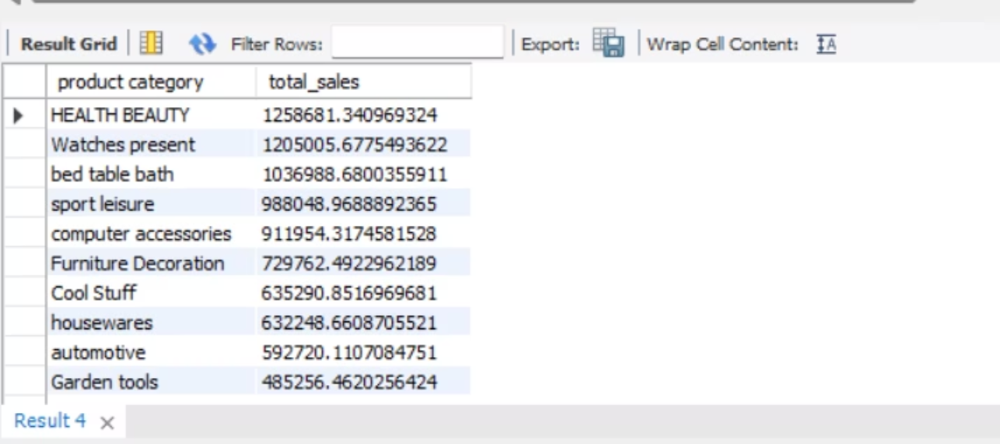 Result Grid Filter Rows: Export: Wrap Cell Content: IA
product category total_sales
HEALTH BEAUTY 1258681.340969324
Watches present 1205005.6775493622
bed table bath 1036988.6800355911
sport leisure 988048.9688892365
computer accessories 911954.3174581528
Furniture Decoration 729762.4922962189
Cool Stuff 635290.8516969681
housewares 632248.6608705521
automotive 592720.1107084751
Garden tools 485256.4620256424
Result 4 ×